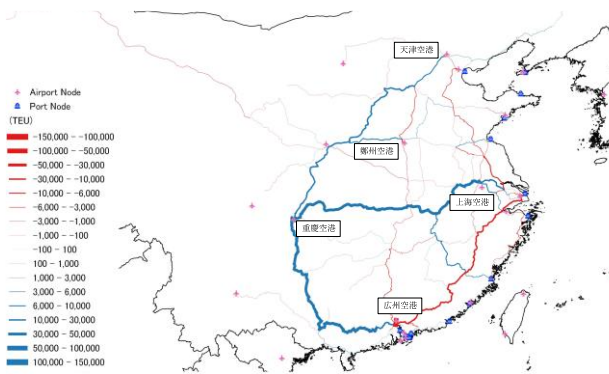 天津空港
Airport Node
Port Node
(TEU)
-150,000 - -100,000
-100,000 - -50,000
-50,000 - -30,000
-30,000 - -10,000
-10,000 - -6,000
-6,000 - -3,000
-3,000 - -1,000
-1,000 - -100
-100 - 100
100 - 1,000
1,000 - 3,000
3,000 - 6,000
6,000 - 10,000
10,000 - 30,000
30,000 - 50,000
50,000 - 100,000
100,000 - 150,000
鄭州空港
上海空港
重慶空港
広州空港